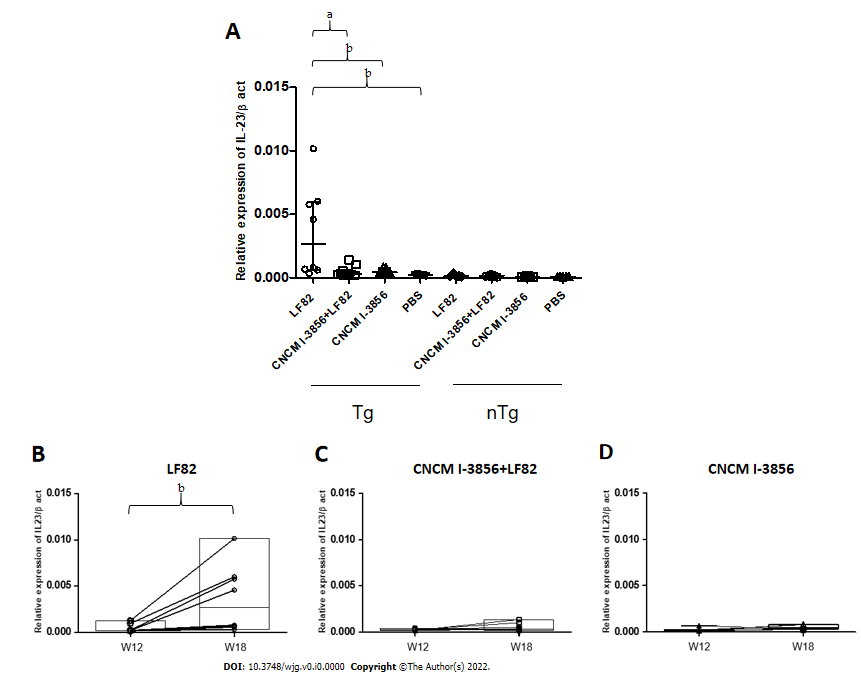 a
A
b
b
Relative expression of IL-23/β act
0.015
0.010
0.005
0.000
LF82
CNCM I-3856+LF82
CNCM I-3856
PBS
LF82
CNCM I-3856+LF82
CNCM I-3856
PBS
Tg
nTg
B
LF82
b
Relative expression of IL23/β act
0.015
0.010
0.005
0.000
W12
W18
C
CNCM I-3856+LF82
Relative expression of IL23/β act
0.015
0.010
0.005
0.000
W12
W18
D
CNCM I-3856
Relative expression of IL23/β act
0.015
0.010
0.005
0.000
W12
W18
DOI: 10.3748/wjg.v0.i0.0000 Copyright ©The Author(s) 2022.